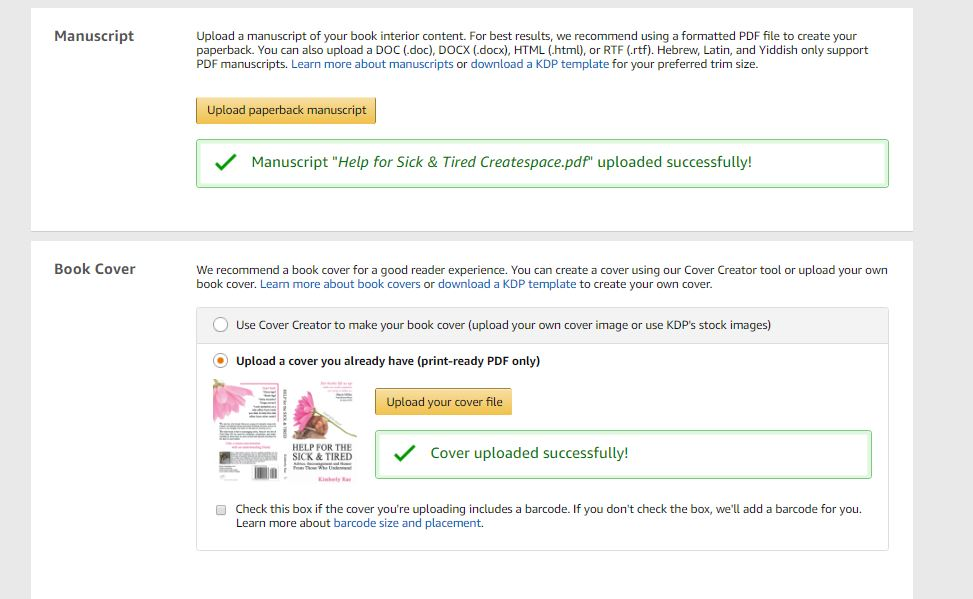 Manuscript
Upload a manuscript of your book interior content. For best results, we recommend using a formatted PDF file to create your
paperback. You can also upload a DOC (.doc), DOCX (.docx), HTML (.html), or RTF (.rtf). Hebrew, Latin, and Yiddish only support
PDF manuscripts. Learn more about manuscripts or download a KDP template for your preferred trim size.
Upload paperback manuscript
Manuscript "Help for Sick & Tired Createspace.pdf" uploaded successfully!
Book Cover
We recommend a book cover for a good reader experience. You can create a cover using our Cover Creator tool or upload your own
book cover. Learn more about book covers or download a KDP template to create your own cover.
Use Cover Creator to make your book cover (upload your own cover image or use KDP's stock images)
Upload a cover you already have (print-ready PDF only)
HELP FOR THE
SICK & TIRED
Advice, Encouragement and Humor
From Those Who Understand
Kimberly Rae
Upload your cover file
Cover uploaded successfully!
Check this box if the cover you're uploading includes a barcode. If you don't check the box, we'll add a barcode for you.
Learn more about barcode size and placement.